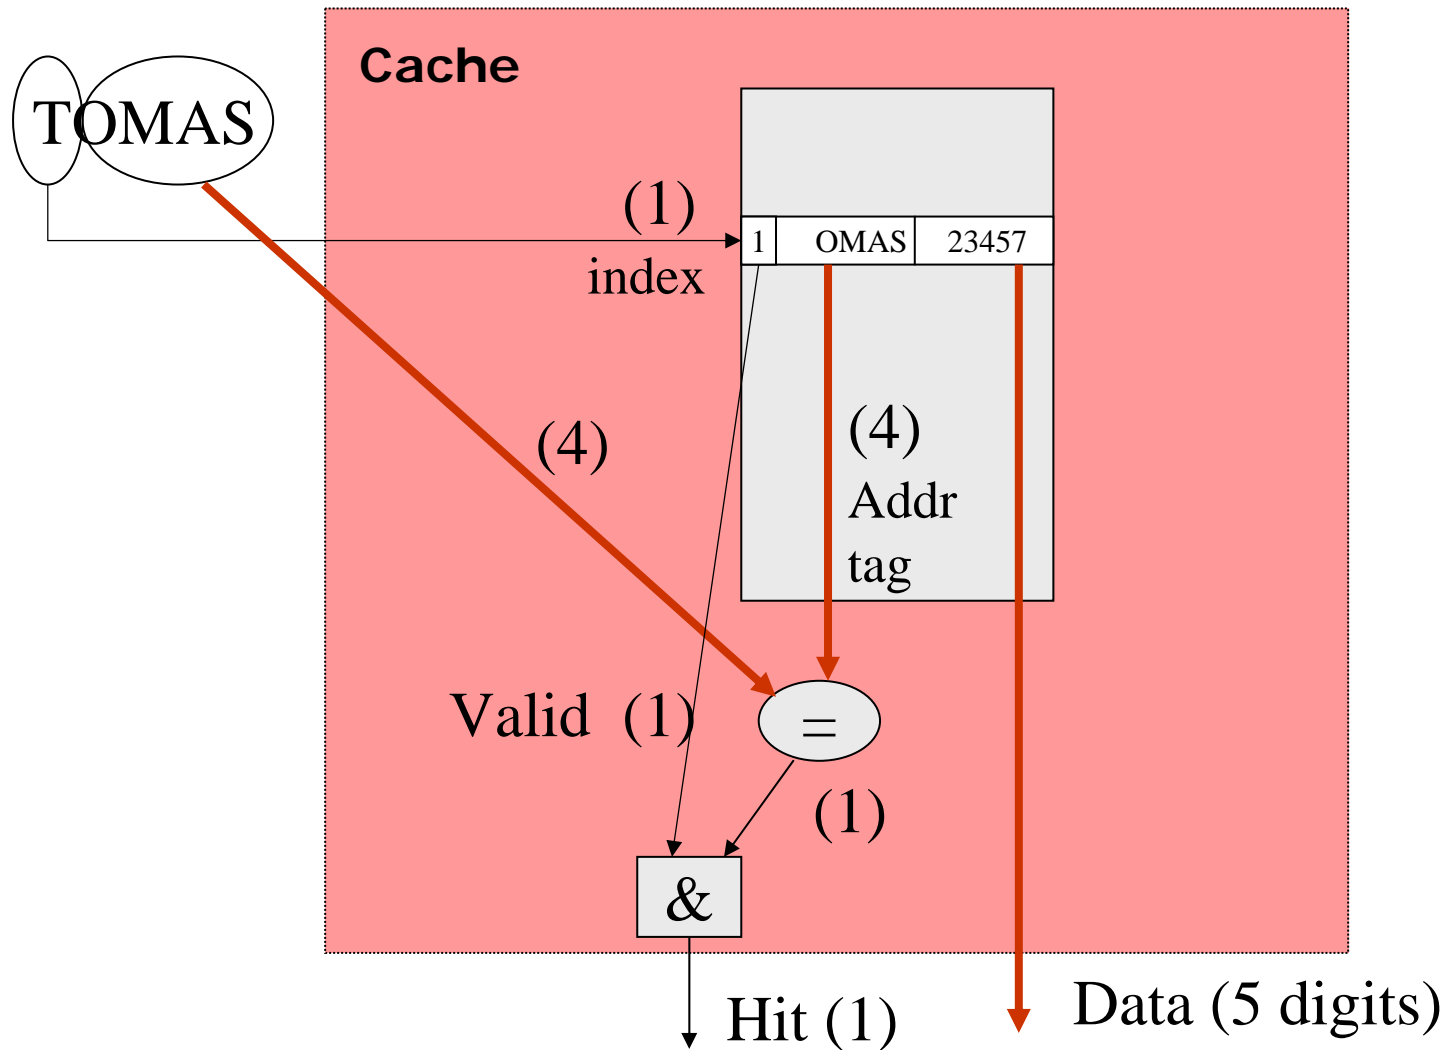 Cache
TOMAS
(1)
index
1 OMAS 23457
(4)
(4)
Addr
tag
Valid (1)
=
(1)
&
Hit (1)
Data (5 digits)